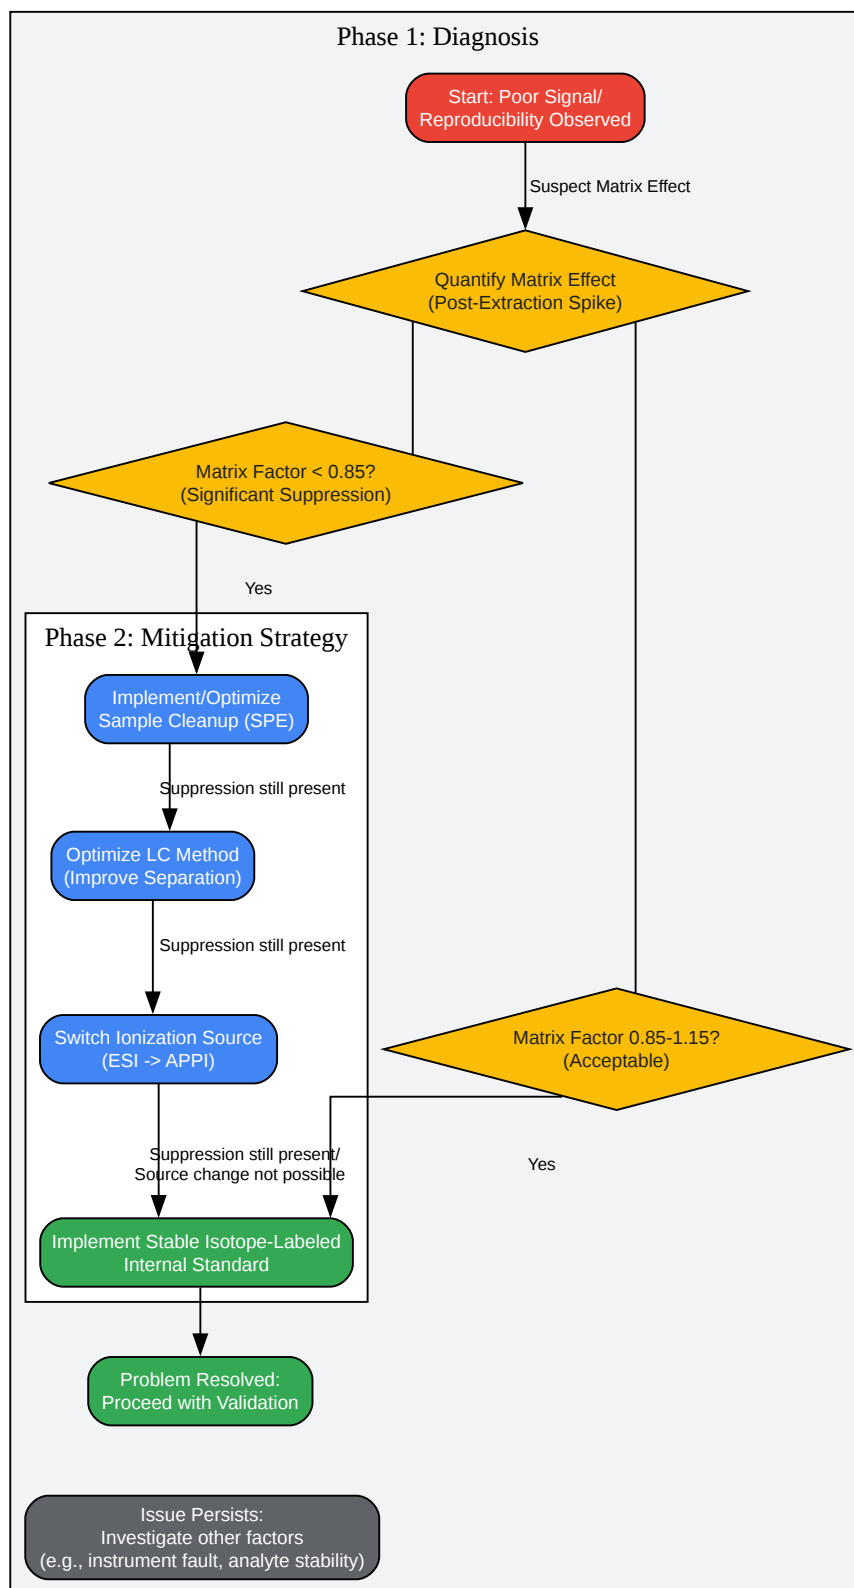 Phase 1: Diagnosis
Start: Poor Signal/
Reproducibility Observed
Suspect Matrix Effect
Quantify Matrix Effect
(Post-Extraction Spike)
Matrix Factor < 0.85?
(Significant Suppression)
Yes
Phase 2: Mitigation Strategy
Implement/Optimize
Sample Cleanup (SPE)
Suppression still present
Optimize LC Method
(Improve Separation)
Suppression still present
Switch Ionization Source
(ESI -> APPI)
Matrix Factor 0.85-1.15?
(Acceptable)
Suppression still present/
Source change not possible
Yes
Implement Stable Isotope-Labeled
Internal Standard
Problem Resolved:
Proceed with Validation
Issue Persists:
Investigate other factors
(e.g., instrument fault, analyte stability)